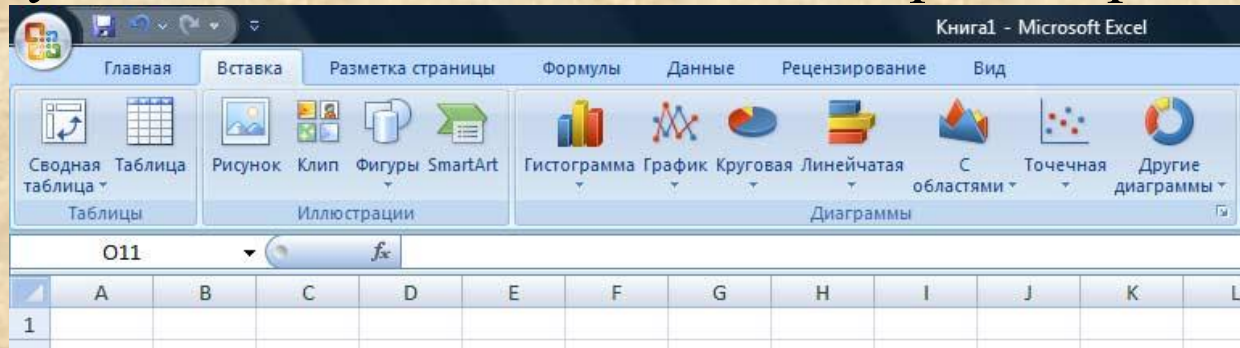 Книга1 - Microsoft Excel
Главная Вставка Разметка страницы Формулы Данные Рецензирование Вид
Сводная таблица Таблица Рисунок Клип Фигуры SmartArt Гистограмма График Круговая Линейчатая С областями Точечная Другие диаграммы
Таблицы Иллюстрации Диаграммы
O11 fx
A B C D E F G H I J K L
1